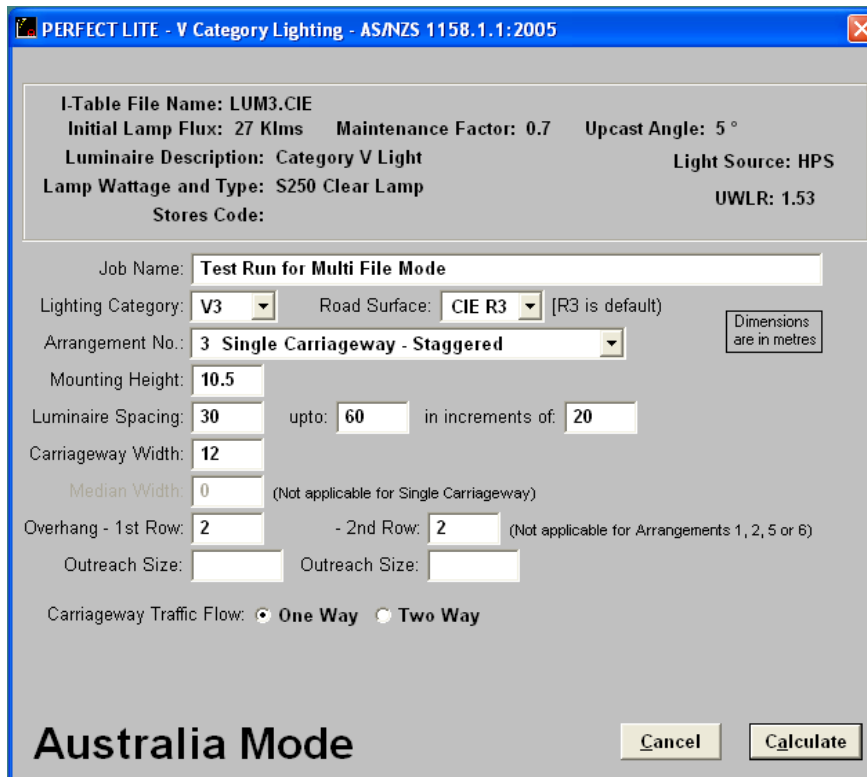 PERFECT LITE - V Category Lighting - AS/NZS 1158.1.1:2005
I-Table File Name: LUM3.CIE
Initial Lamp Flux: 27 Klms Maintenance Factor: 0.7 Upcast Angle: 5 °
Luminaire Description: Category V Light Light Source: HPS
Lamp Wattage and Type: S250 Clear Lamp UWLR: 1.53
Stores Code:
Job Name: Test Run for Multi File Mode
Lighting Category: V3 Road Surface: CIE R3 [R3 is default)
Arrangement No.: 3 Single Carriageway - Staggered
Dimensions
are in metres
Mounting Height: 10.5
Luminaire Spacing: 30 upto: 60 in increments of: 20
Carriageway Width: 12
Median Width: 0 (Not applicable for Single Carriageway)
Overhang - 1st Row: 2 - 2nd Row: 2 (Not applicable for Arrangements 1, 2, 5 or 6)
Outreach Size: Outreach Size:
Carriageway Traffic Flow: One Way Two Way
Australia Mode
Cancel Calculate